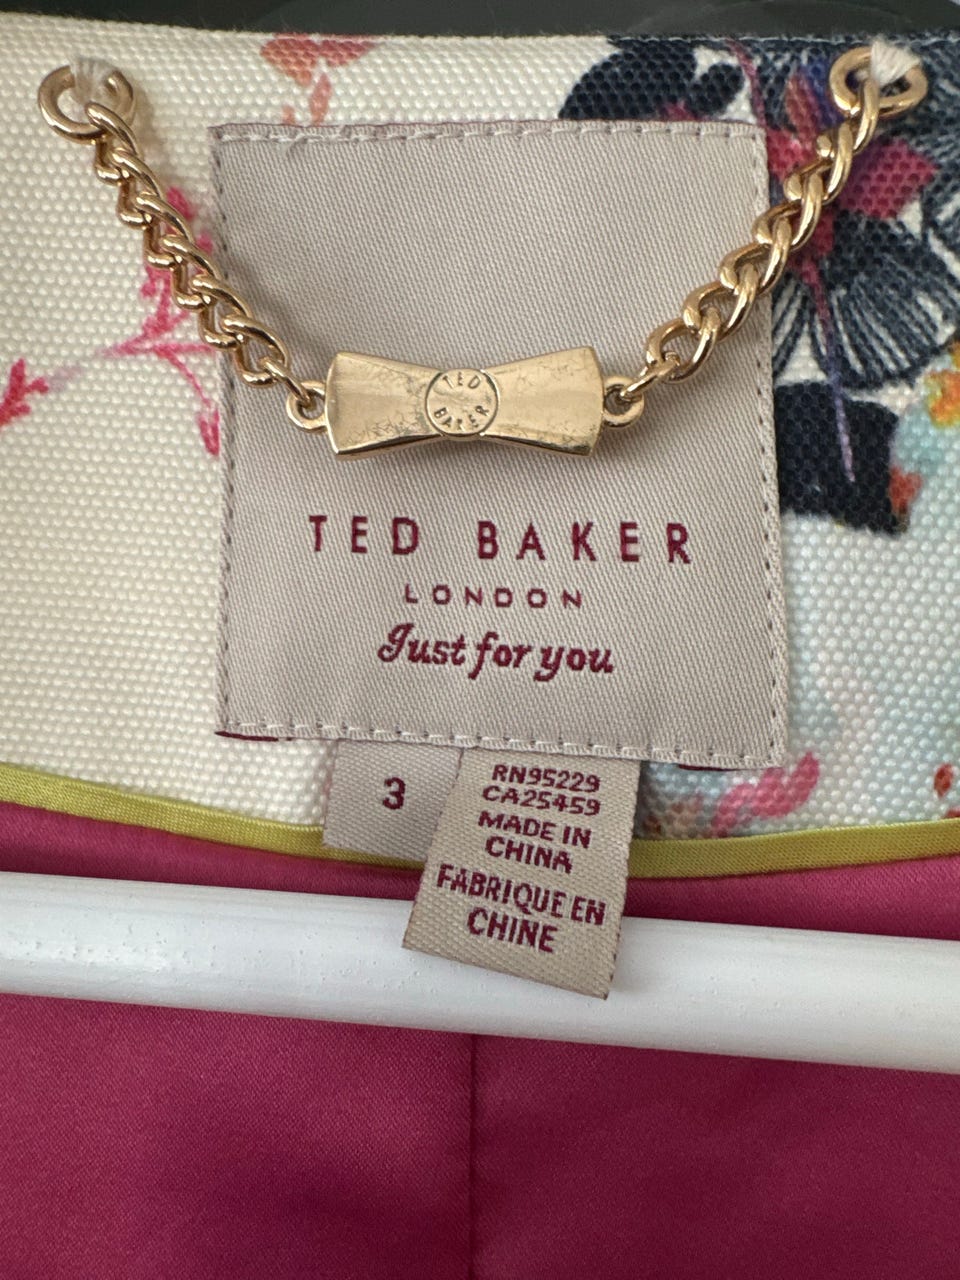 TED
BAKER
TED BAKER
LONDON
Just for you
3
RN95229
CA25459
MADE IN
CHINA
FABRIQUE EN
CHINE